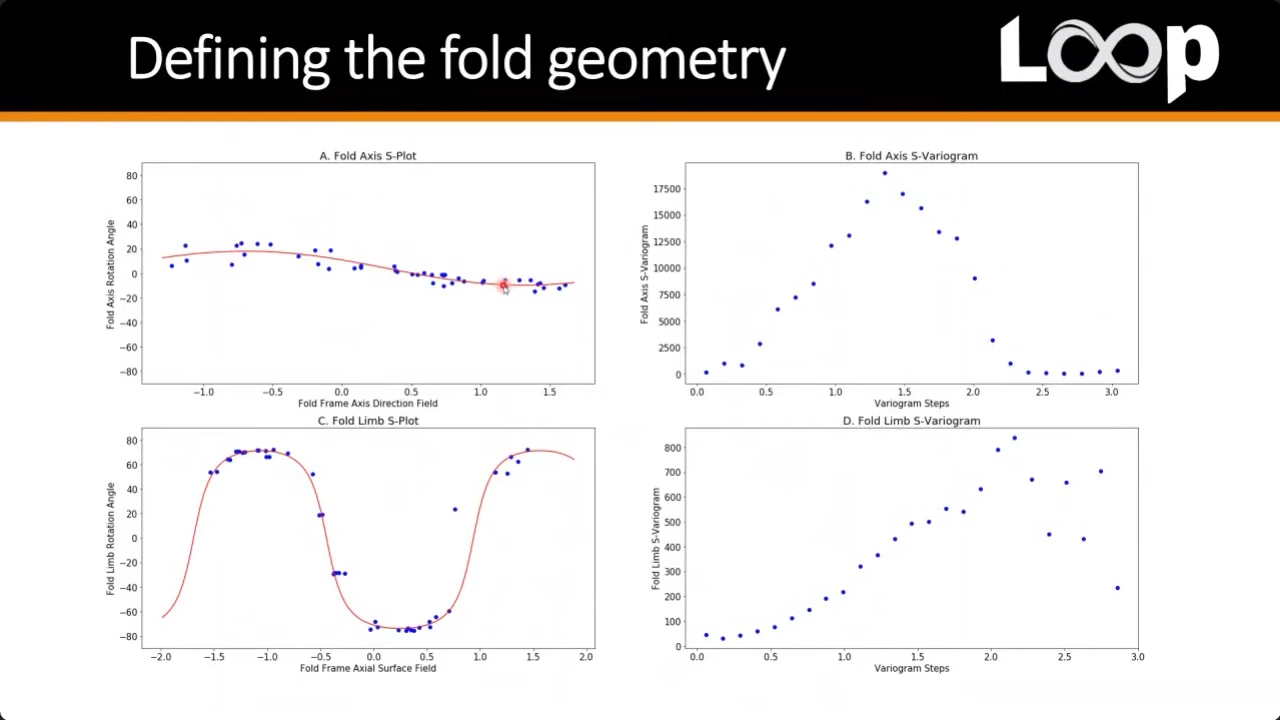 Defining the fold geometry
Loop
A. Fold Axis S-Plot
Fold Axis Rotation Angle
80
60
40
20
0
−20
−40
−60
−80
−1.0 −0.5 0.0 0.5 1.0 1.5
Fold Frame Axis Direction Field
B. Fold Axis S-Variogram
Fold Axis S-Variogram
17500
15000
12500
10000
7500
5000
2500
0
0.0 0.5 1.0 1.5 2.0 2.5 3.0
Variogram Steps
C. Fold Limb S-Plot
Fold Limb Rotation Angle
80
60
40
20
0
−20
−40
−60
−80
−2.0 −1.5 −1.0 −0.5 0.0 0.5 1.0 1.5 2.0
Fold Frame Axial Surface Field
D. Fold Limb S-Variogram
Fold Limb S-Variogram
800
700
600
500
400
300
200
100
0
0.0 0.5 1.0 1.5 2.0 2.5 3.0
Variogram Steps